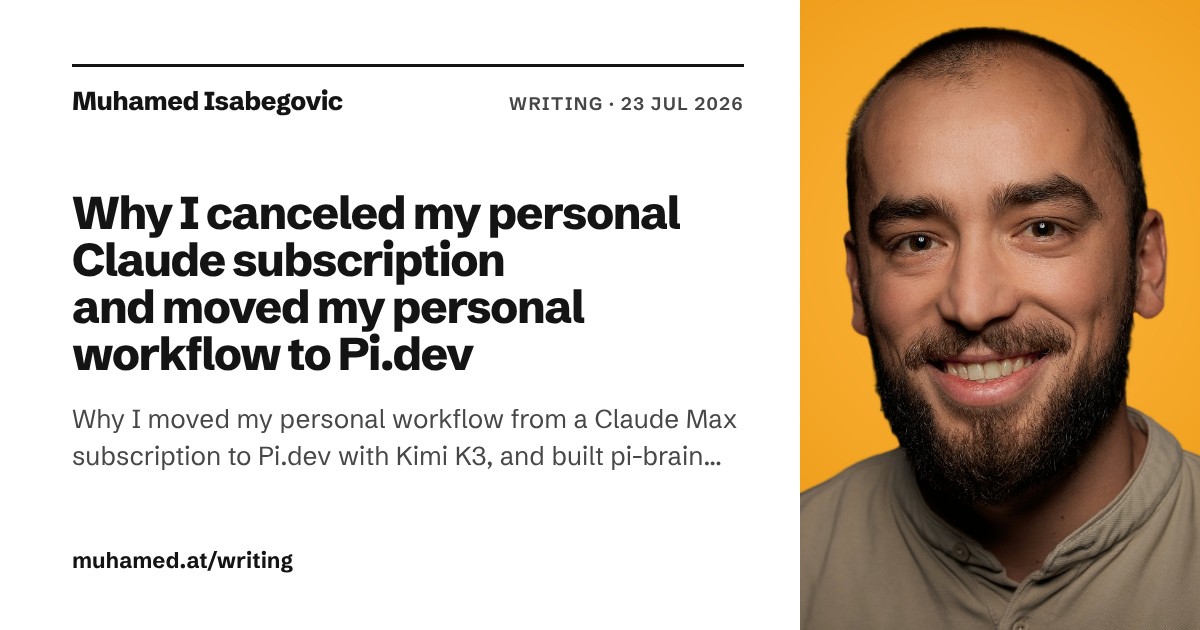 Muhamed Isabegovic
WRITING · 23 JUL 2026
Why I canceled my personal
Claude subscription
and moved my personal
workflow to Pi.dev
Why I moved my personal workflow from a Claude Max
subscription to Pi.dev with Kimi K3, and built pi-brain...
muhamed.at/writing